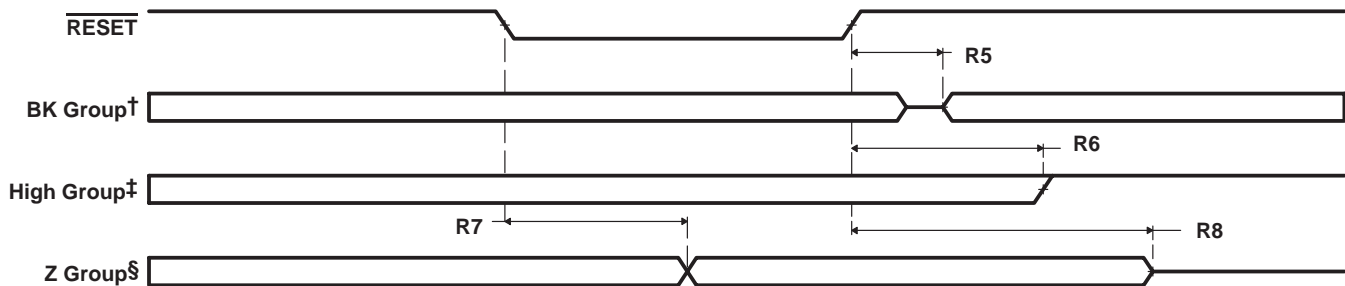 RESET
R5
BK Group†
R6
High Group‡
R7
R8
Z Group§